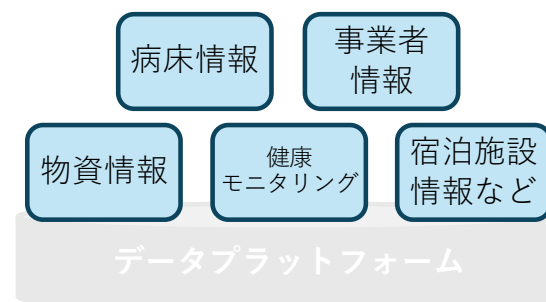 病床情報
事業者
情報
物資情報
健康
モニタリング
宿泊施設
情報など
データプラットフォーム